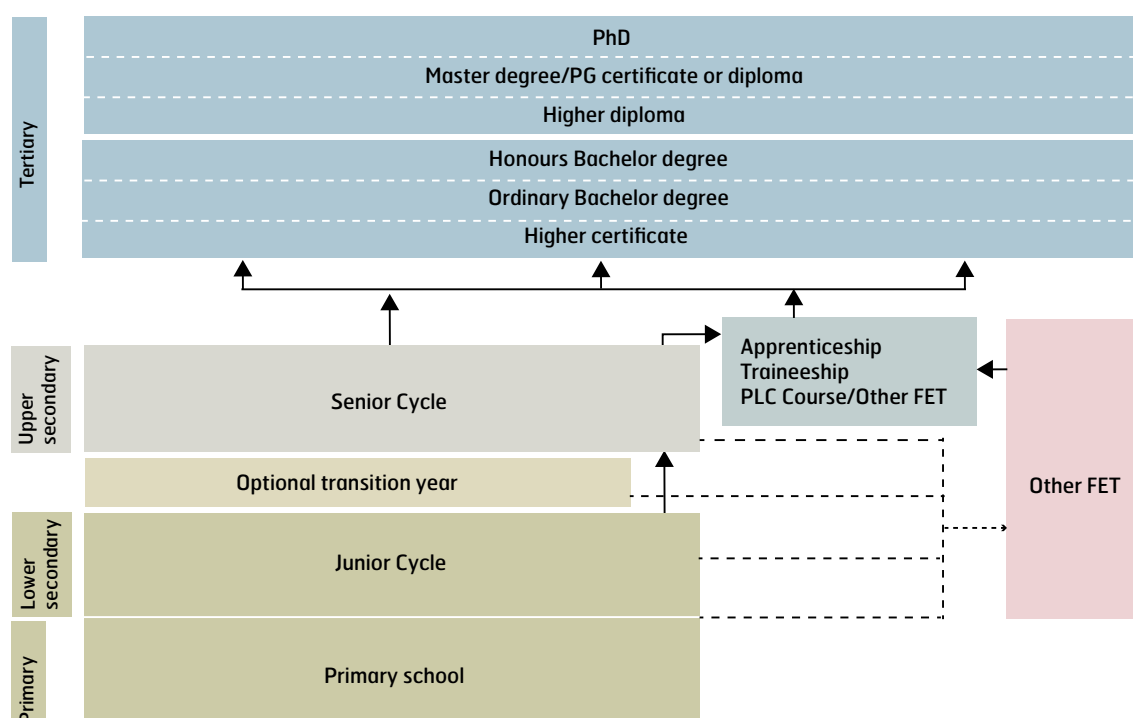 Tertiary
PhD
Master degree/PG certificate or diploma
Higher diploma
Honours Bachelor degree
Ordinary Bachelor degree
Higher certificate
Upper
secondary
Senior Cycle
Apprenticeship
Traineeship
PLC Course/Other FET
Other FET
Optional transition year
Lower
secondary
Junior Cycle
Primary
Primary school